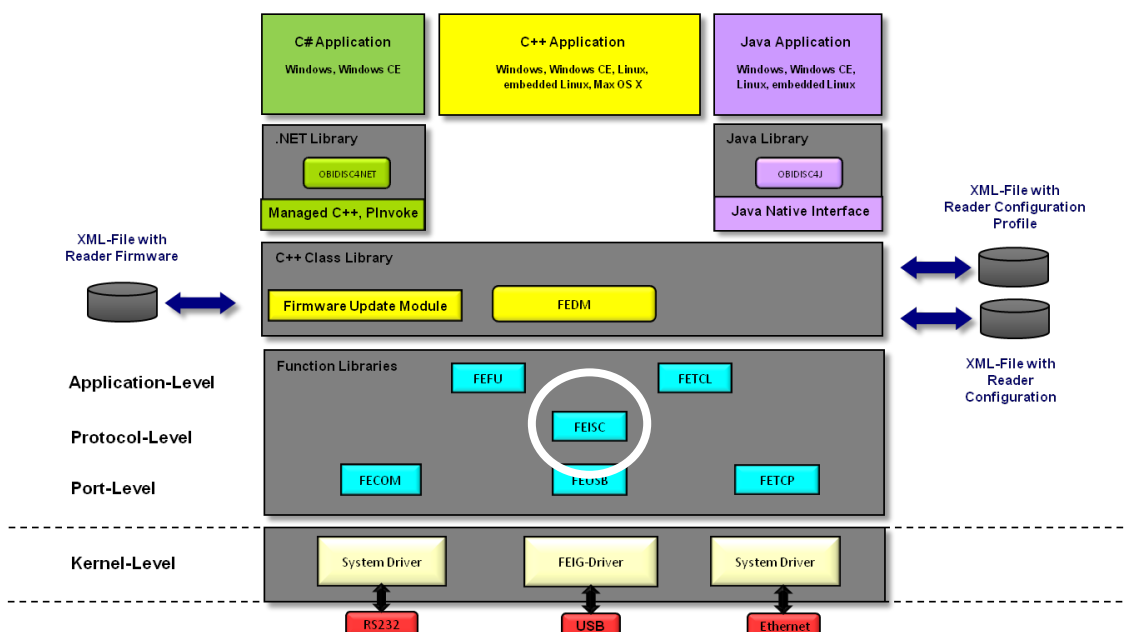 C# Application
Windows, Windows CE
C++ Application
Windows, Windows CE, Linux,
embedded Linux, Max OS X
Java Application
Windows, Windows CE,
Linux, embedded Linux
.NET Library
OBIDISC4NET
Managed C++, PInvoke
Java Library
OBIDISC4J
Java Native Interface
XML-File with
Reader Firmware
XML-File with
Reader Configuration
Profile
C++ Class Library
Firmware Update Module
FEDM
XML-File with
Reader
Configuration
Function Libraries
Application-Level
FEFU
FETCL
Protocol-Level
FEISC
Port-Level
FECOM
FEUSB
FETCP
Kernel-Level
System Driver
FEIG-Driver
System Driver
RS232
USB
Ethernet